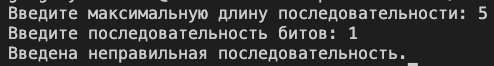 Введите максимальную длину последовательности: 5
Введите последовательность битов: 1
Введена неправильная последовательность.